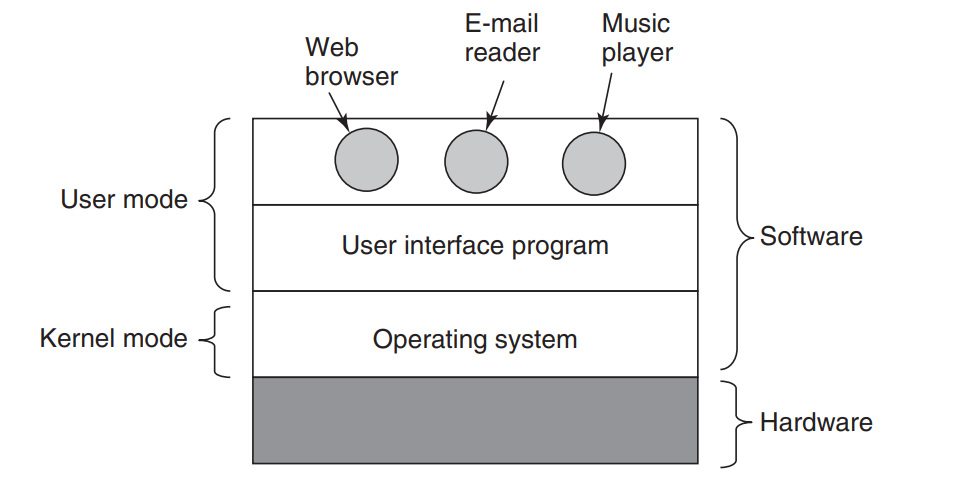 Web
browser
E-mail
reader
Music
player
User mode
User interface program
Software
Kernel mode
Operating system
Hardware